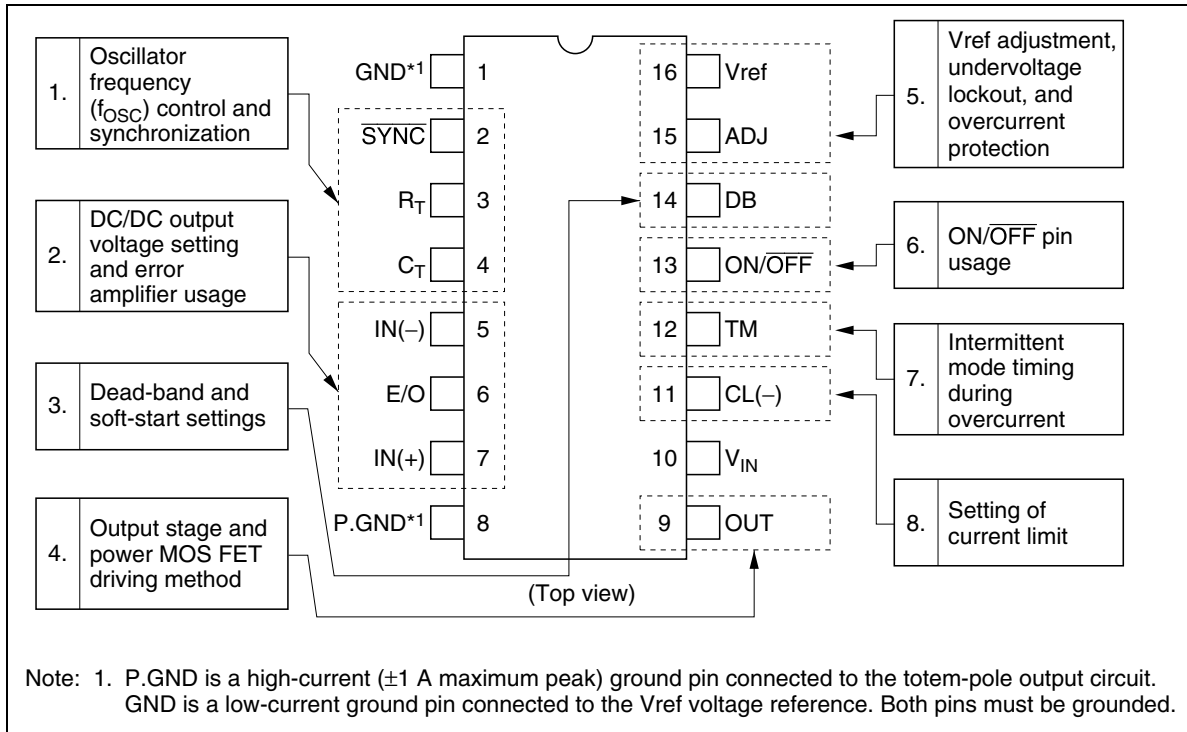 1.
Oscillator
frequency
(fOSC) control and
synchronization
2.
DC/DC output
voltage setting
and error
amplifier usage
3.
Dead-band and
soft-start settings
4.
Output stage and
power MOS FET
driving method
GND*1 1
S̅Y̅N̅C̅ 2
RT 3
CT 4
IN(−) 5
E/O 6
IN(+) 7
P.GND*1 8
16 Vref
15 ADJ
14 DB
13 ON/O̅F̅F̅
12 TM
11 CL(−)
10 VIN
9 OUT
(Top view)
5.
Vref adjustment,
undervoltage
lockout, and
overcurrent
protection
6.
ON/O̅F̅F̅ pin
usage
7.
Intermittent
mode timing
during
overcurrent
8.
Setting of
current limit
Note: 1. P.GND is a high-current (±1 A maximum peak) ground pin connected to the totem-pole output circuit.
GND is a low-current ground pin connected to the Vref voltage reference. Both pins must be grounded.